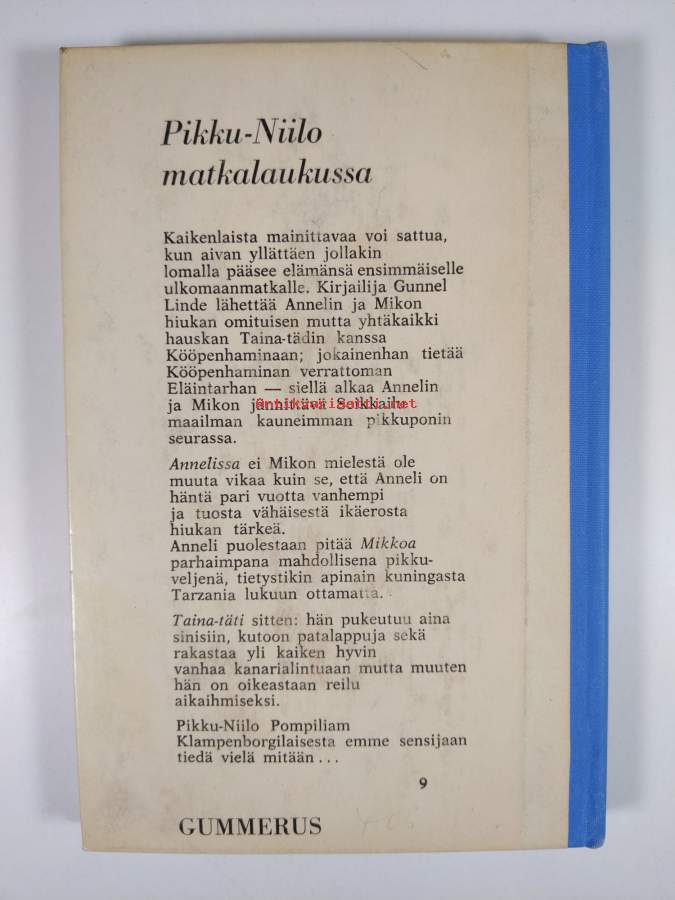 Pikku-Niilo
matkalaukussa
Kaikenlaista mainittavaa voi sattua,
kun aivan yllättäen jollakin
lomalla pääsee elämänsä ensimmäiselle
ulkomaanmatkalle. Kirjailija Gunnel
Linde lähettää Annelin ja Mikon
hiukan omituisen mutta yhtäkaikki
hauskan Taina-tädin kanssa
Kööpenhaminaan; jokainenhan tietää
Kööpenhaminan verrattoman
Eläintarhan — siellä alkaa Annelin
ja Mikon jännittävä Seikkailu
maailman kauneimman pikkuponin
seurassa.
Annelissa ei Mikon mielestä ole
muuta vikaa kuin se, että Anneli on
häntä pari vuotta vanhempi
ja tuosta vähäisestä ikäerosta
hiukan tärkeä.
Anneli puolestaan pitää Mikkoa
parhaimpana mahdollisena pikku-
veljenä, tietystikin apinain kuningasta
Tarzania lukuun ottamatta.
Taina-täti sitten: hän pukeutuu aina
sinisiin, kutoon patalappuja sekä
rakastaa yli kaiken hyvin
vanhaa kanarialintuaan mutta muuten
hän on oikeastaan reilu
aikaihmiseksi.
Pikku-Niilo Pompiliam
Klampenborgilaisesta emme sensijaan
tiedä vielä mitään ...
9
GUMMERUS